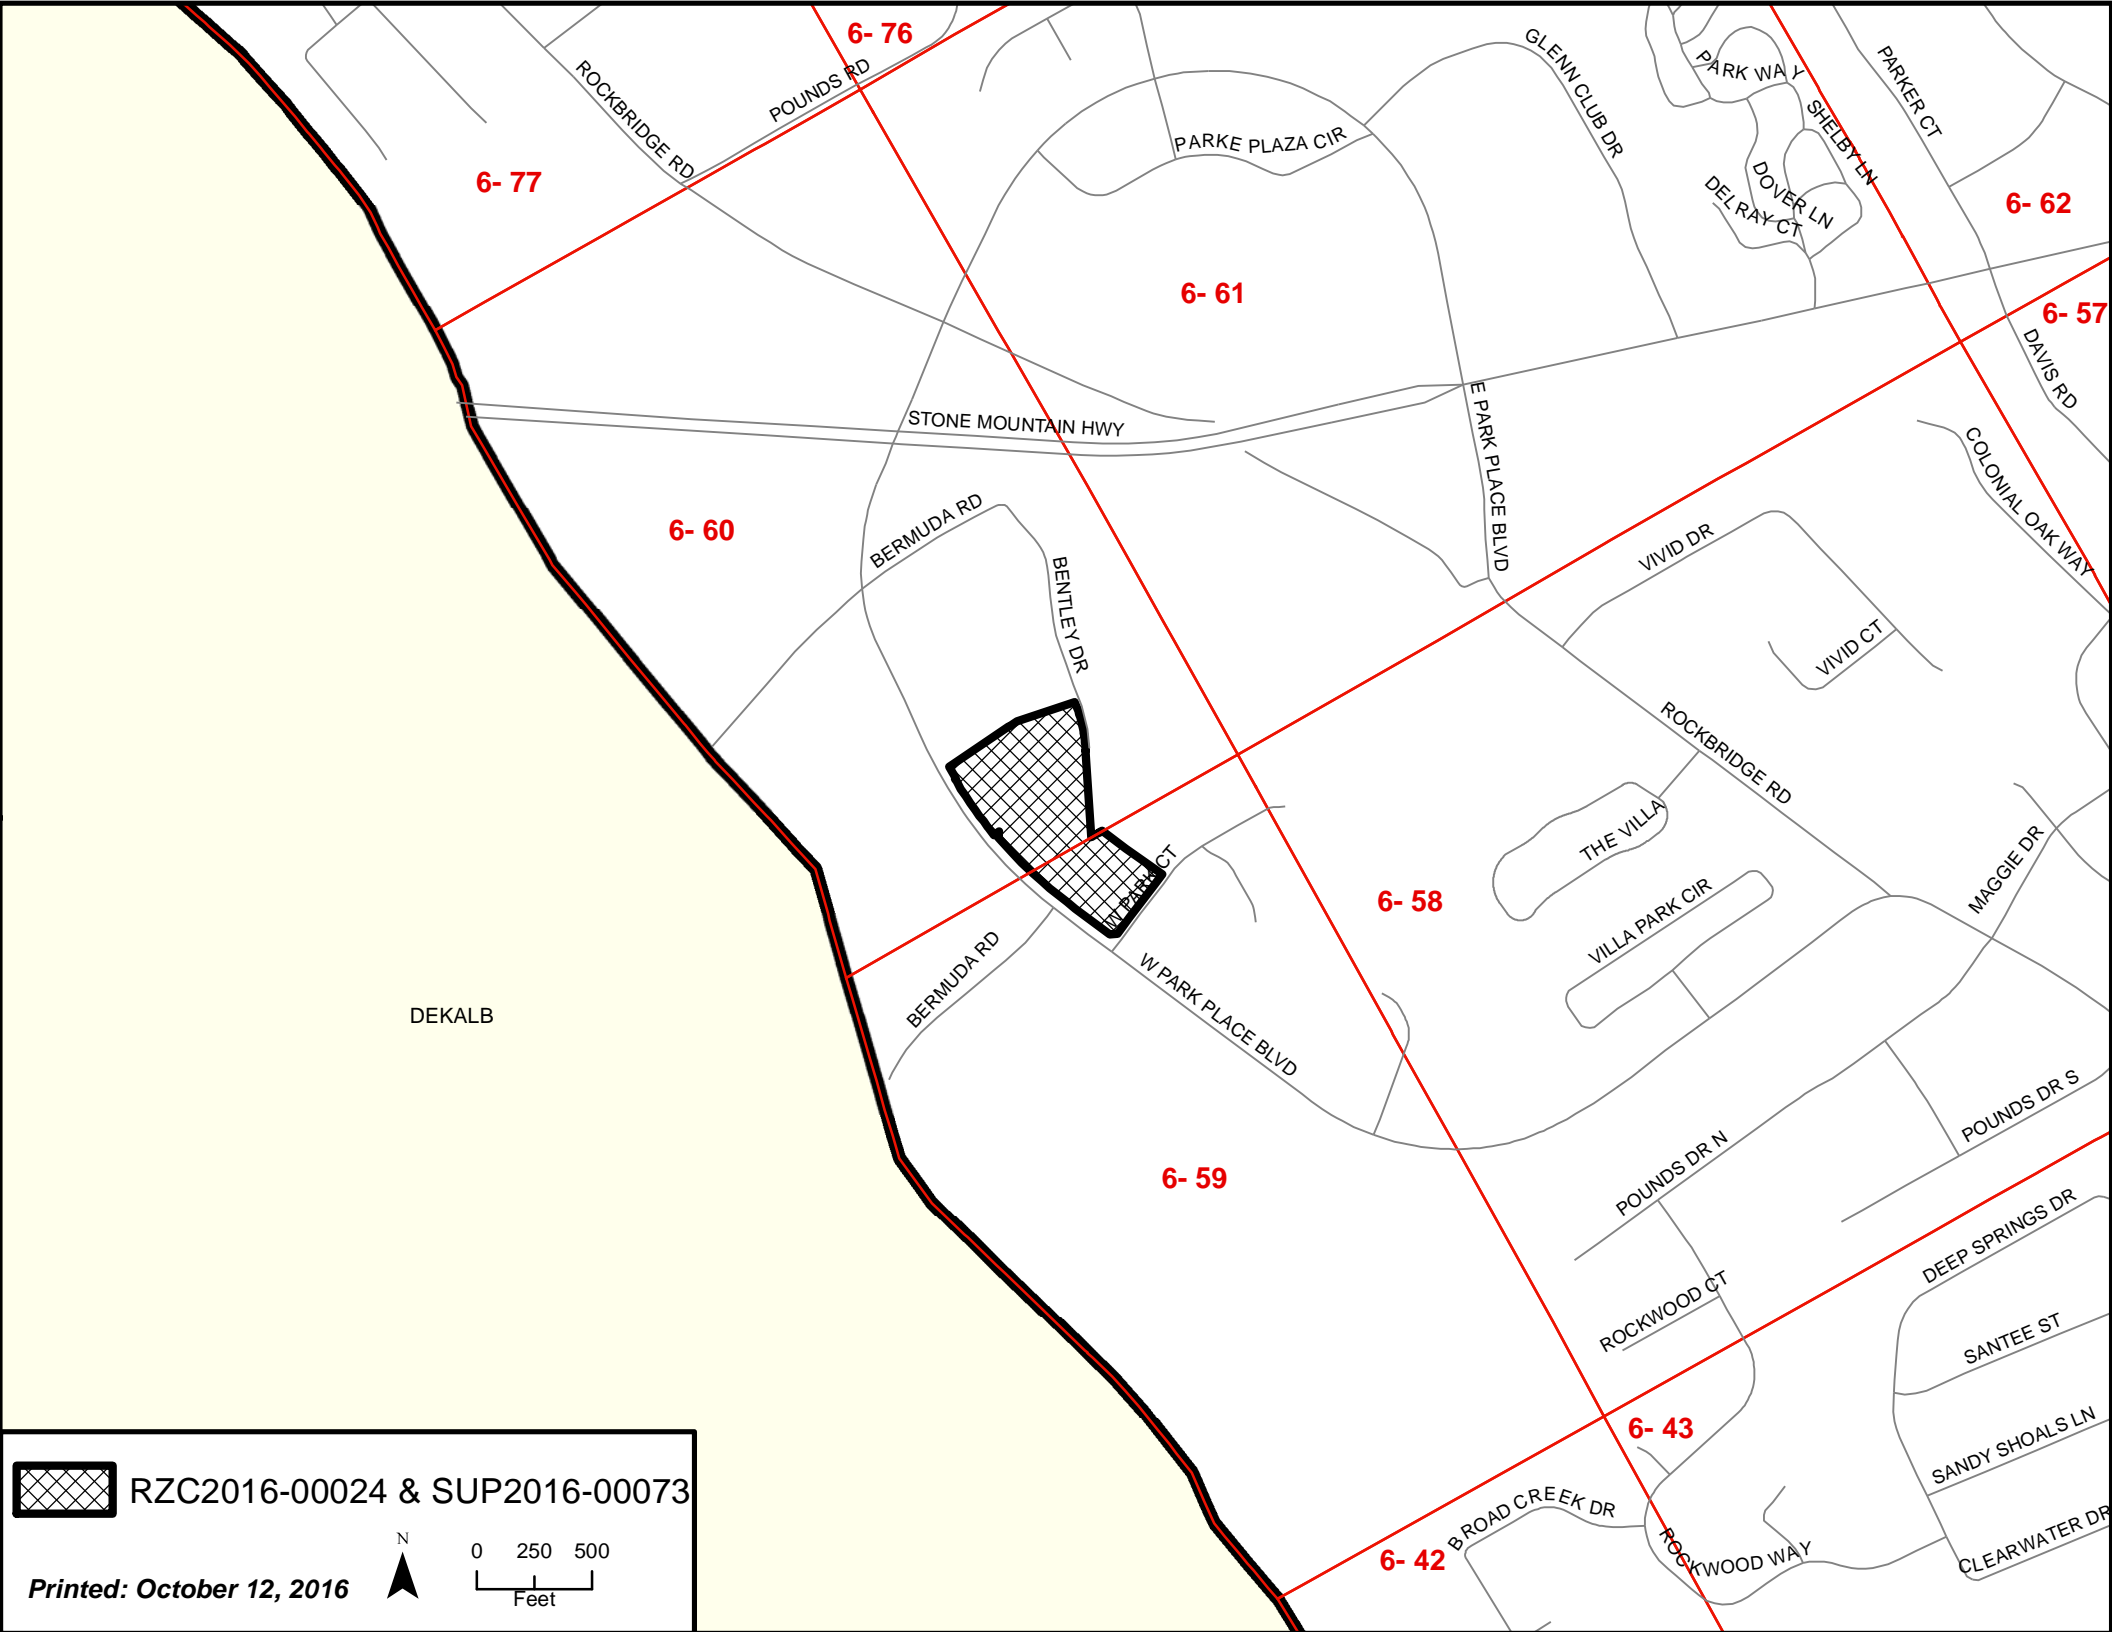 6- 76
POUNDS RD
ROCKBRIDGE RD
6- 77
PARKE PLAZA CIR
GLENN CLUB DR
PARK WAY
PARKER CT
SHELBY LN
DOVER LN
DELRAY CT
6- 62
6- 61
6- 57
DAVIS RD
STONE MOUNTAIN HWY
E PARK PLACE BLVD
COLONIAL OAK WAY
6- 60
BERMUDA RD
BENTLEY DR
VIVID DR
VIVID CT
ROCKBRIDGE RD
THE VILLA
MAGGIE DR
W PARK CT
6- 58
VILLA PARK CIR
BERMUDA RD
W PARK PLACE BLVD
DEKALB
POUNDS DR S
POUNDS DR N
6- 59
DEEP SPRINGS DR
ROCKWOOD CT
SANTEE ST
6- 43
SANDY SHOALS LN
BROAD CREEK DR
6- 42
ROCKWOOD WAY
CLEARWATER DR
RZC2016-00024 & SUP2016-00073
N
0 250 500
Feet
Printed: October 12, 2016